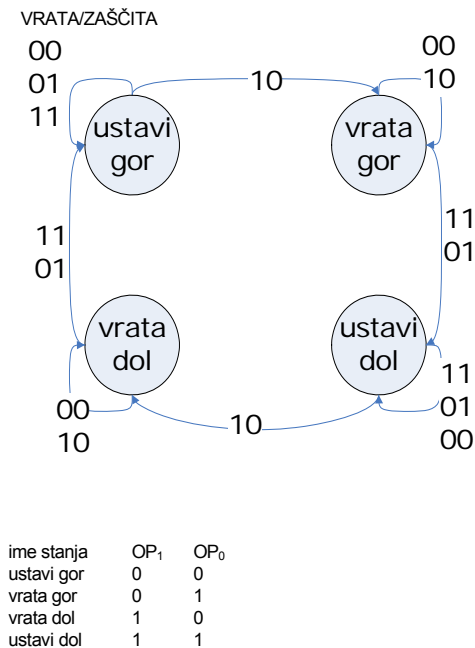 VRATA/ZAŠČITA
00
01
11
10
00
10
ustavi
gor
vrata
gor
11
01
11
01
vrata
dol
ustavi
dol
00
10
10
11
01
00
ime stanja OP₁ OP₀
ustavi gor 0 0
vrata gor 0 1
vrata dol 1 0
ustavi dol 1 1